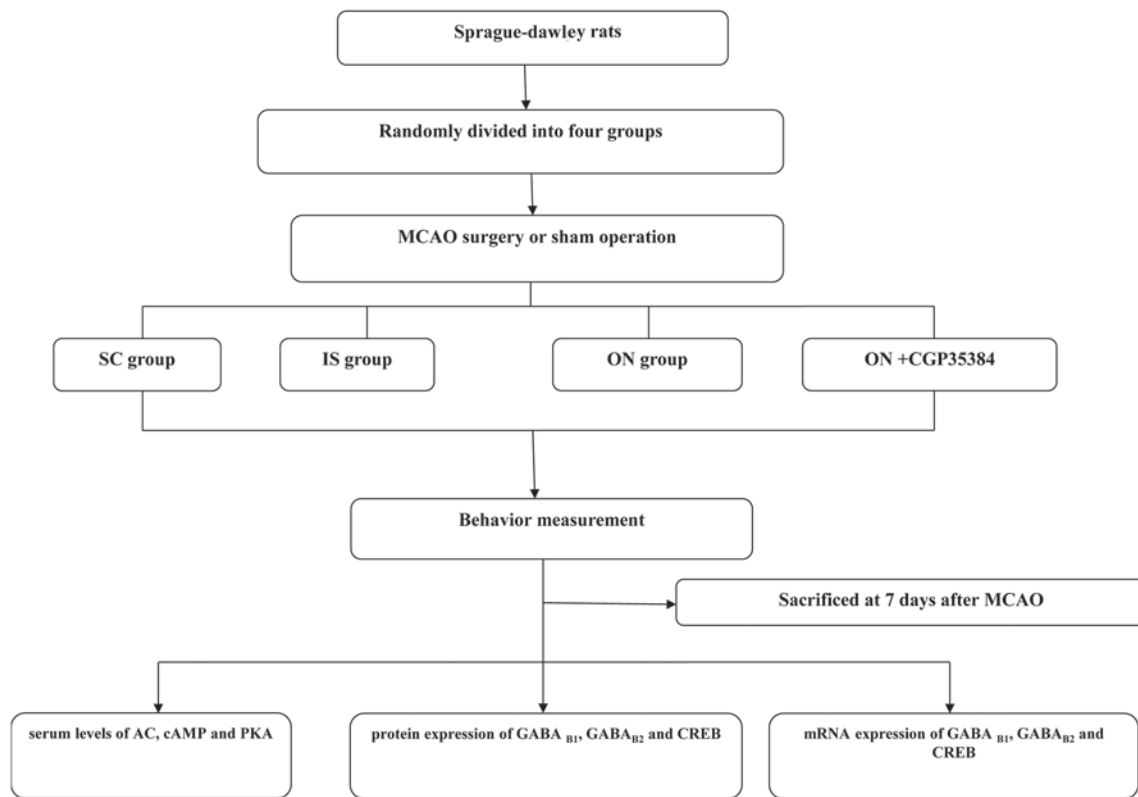 Sprague-dawley rats
Randomly divided into four groups
MCAO surgery or sham operation
SC group
IS group
ON group
ON +CGP35384
Behavior measurement
Sacrificed at 7 days after MCAO
serum levels of AC, cAMP and PKA
protein expression of GABA B1, GABAB2 and CREB
mRNA expression of GABA B1, GABAB2 and
CREB